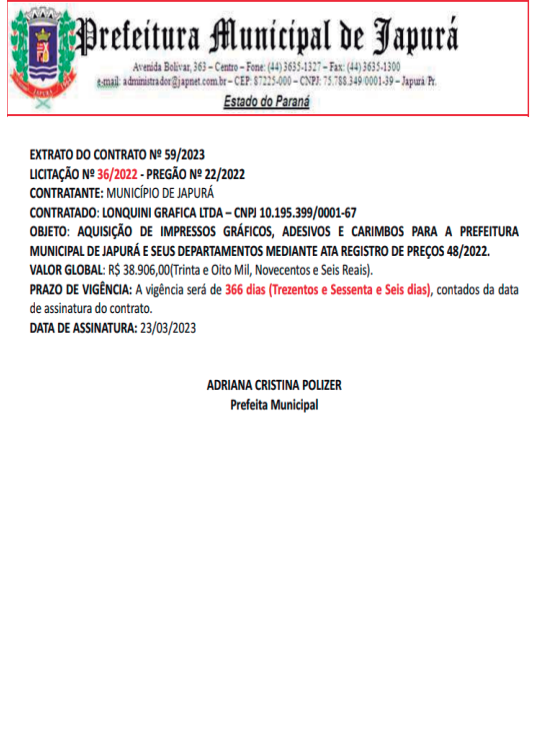 Prefeitura Municipal de Japurá
Avenida Bolívar, 363 – Centro – Fone: (44) 3635-1327 – Fax: (44) 3635-1300
e-mail: administrador@japnet.com.br – CEP: 87225-000 – CNPJ: 75.788.349/0001-39 – Japurá/Pr.
Estado do Paraná
EXTRATO DO CONTRATO Nº 59/2023
LICITAÇÃO Nº 36/2022 - PREGÃO Nº 22/2022
CONTRATANTE: MUNICÍPIO DE JAPURÁ
CONTRATADO: LONQUINI GRAFICA LTDA – CNPJ 10.195.399/0001-67
OBJETO: AQUISIÇÃO DE IMPRESSOS GRÁFICOS, ADESIVOS E CARIMBOS PARA A PREFEITURA
MUNICIPAL DE JAPURÁ E SEUS DEPARTAMENTOS MEDIANTE ATA REGISTRO DE PREÇOS 48/2022.
VALOR GLOBAL: R$ 38.906,00(Trinta e Oito Mil, Novecentos e Seis Reais).
PRAZO DE VIGÊNCIA: A vigência será de 366 dias (Trezentos e Sessenta e Seis dias), contados da data
de assinatura do contrato.
DATA DE ASSINATURA: 23/03/2023
ADRIANA CRISTINA POLIZER
Prefeita Municipal